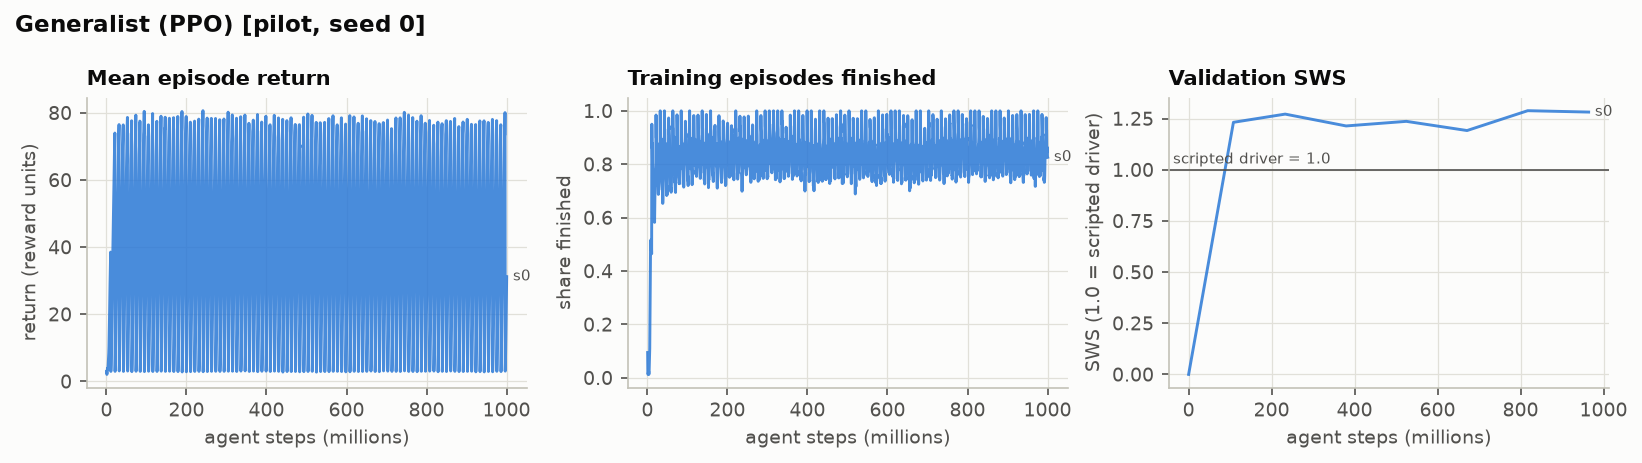 Generalist (PPO) [pilot, seed 0]
Mean episode return
return (reward units)
80
60
40
20
0
s0
0 200 400 600 800 1000
agent steps (millions)
Training episodes finished
share finished
1.0
0.8
0.6
0.4
0.2
0.0
s0
0 200 400 600 800 1000
agent steps (millions)
Validation SWS
SWS (1.0 = scripted driver)
1.25
1.00
0.75
0.50
0.25
0.00
s0
scripted driver = 1.0
0 200 400 600 800 1000
agent steps (millions)